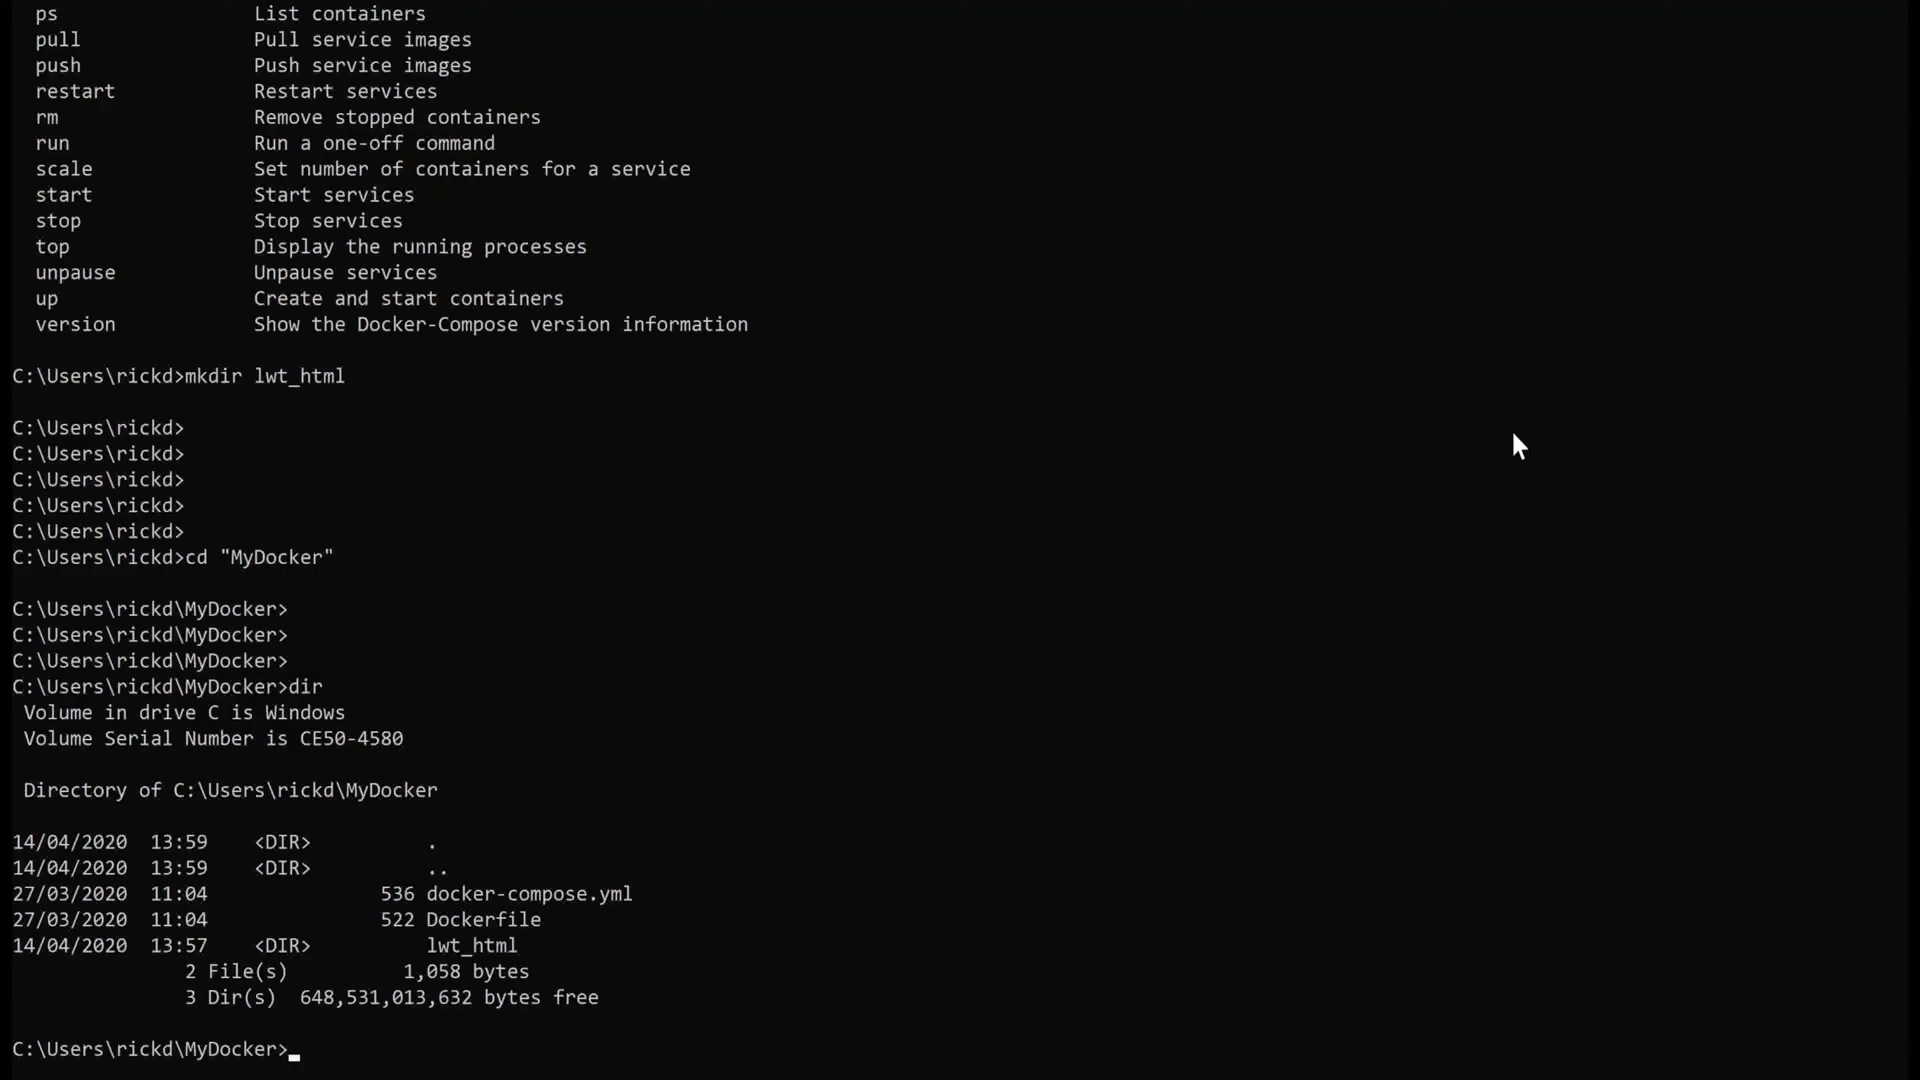 ps List containers
pull Pull service images
push Push service images
restart Restart services
rm Remove stopped containers
run Run a one-off command
scale Set number of containers for a service
start Start services
stop Stop services
top Display the running processes
unpause Unpause services
up Create and start containers
version Show the Docker-Compose version information
C:\Users\rickd>mkdir lwt_html
C:\Users\rickd>
C:\Users\rickd>
C:\Users\rickd>
C:\Users\rickd>
C:\Users\rickd>
C:\Users\rickd>cd "MyDocker"
C:\Users\rickd\MyDocker>
C:\Users\rickd\MyDocker>
C:\Users\rickd\MyDocker>
C:\Users\rickd\MyDocker>dir
Volume in drive C is Windows
Volume Serial Number is CE50-4580
Directory of C:\Users\rickd\MyDocker
14/04/2020 13:59 <DIR> .
14/04/2020 13:59 <DIR> ..
27/03/2020 11:04 536 docker-compose.yml
27/03/2020 11:04 522 Dockerfile
14/04/2020 13:57 <DIR> lwt_html
2 File(s) 1,058 bytes
3 Dir(s) 648,531,013,632 bytes free
C:\Users\rickd\MyDocker>